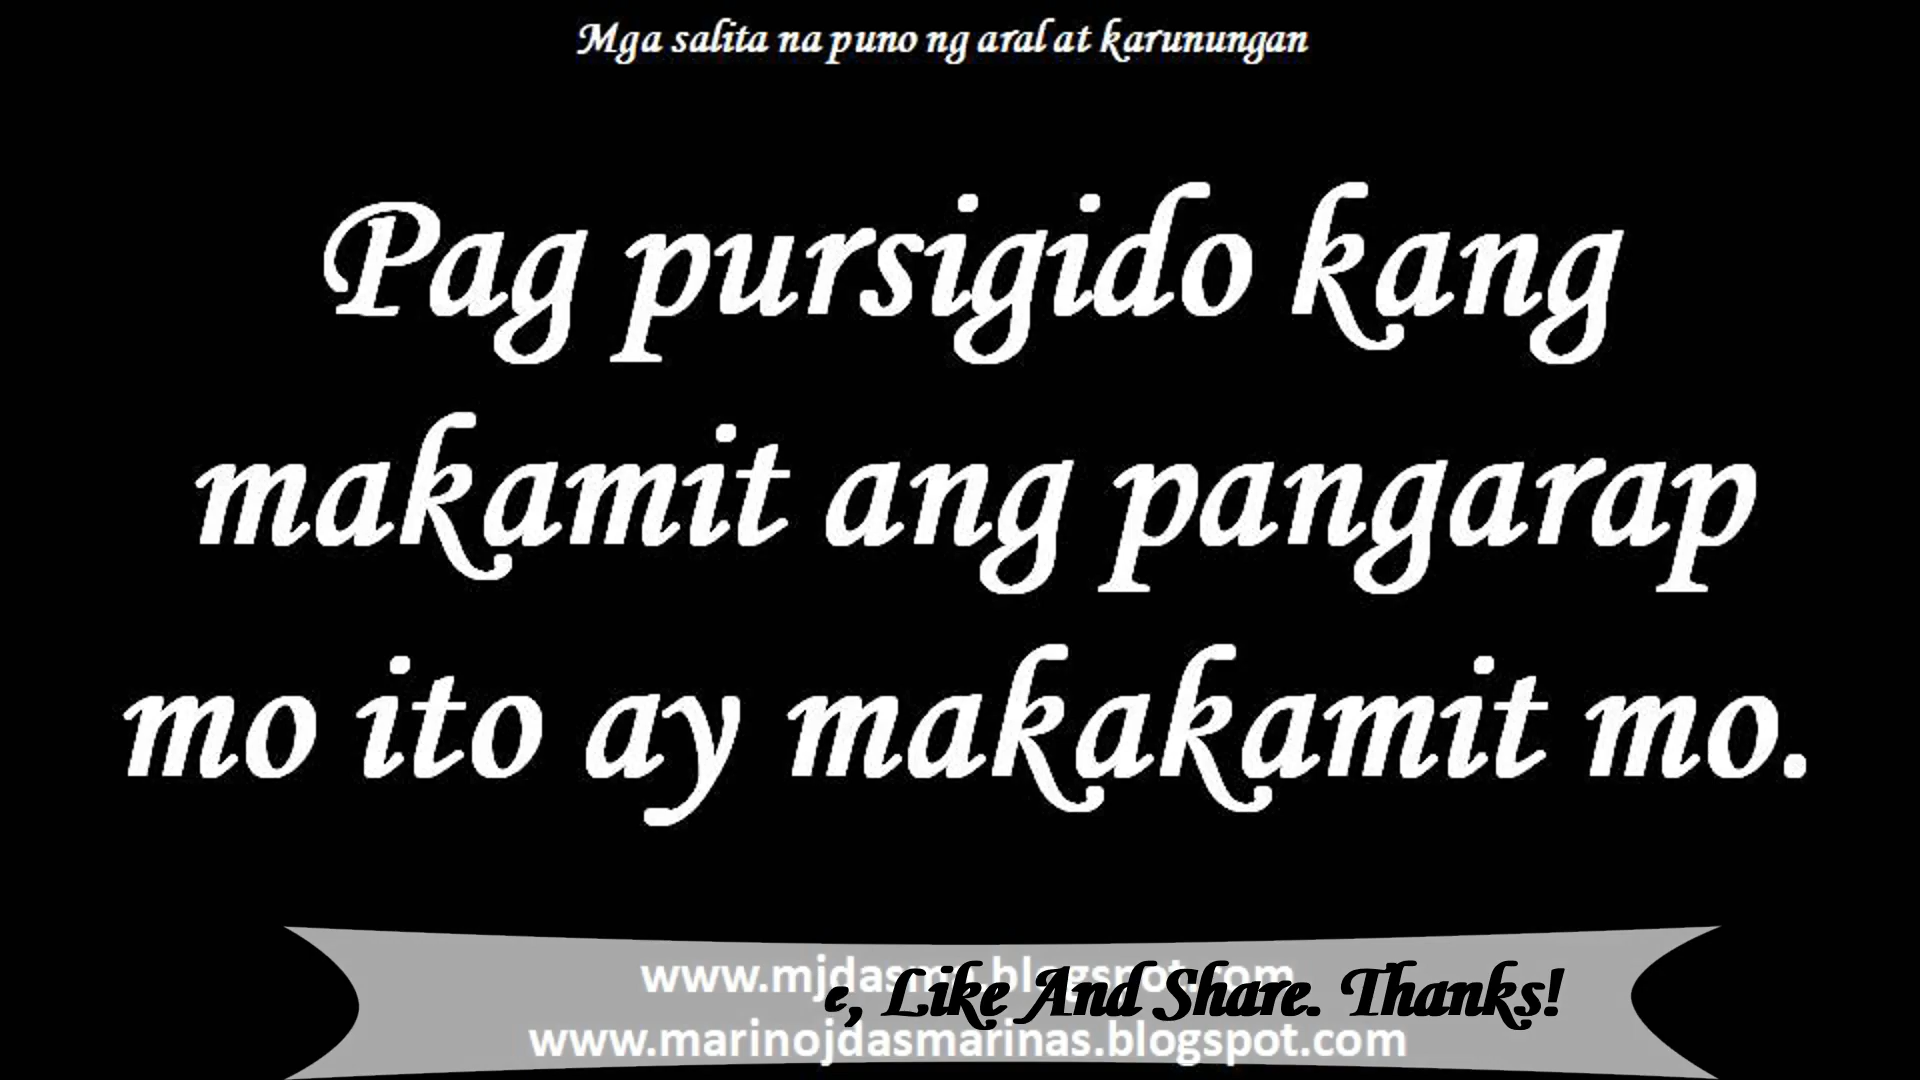 Mga salita na puno ng aral at karunungan
Pag pursigido kang
makamit ang pangarap
mo ito ay makakamit mo.
www.mjdasma.blogspot.com
e, Like And Share. Thanks!
www.marinojdasmarinas.blogspot.com